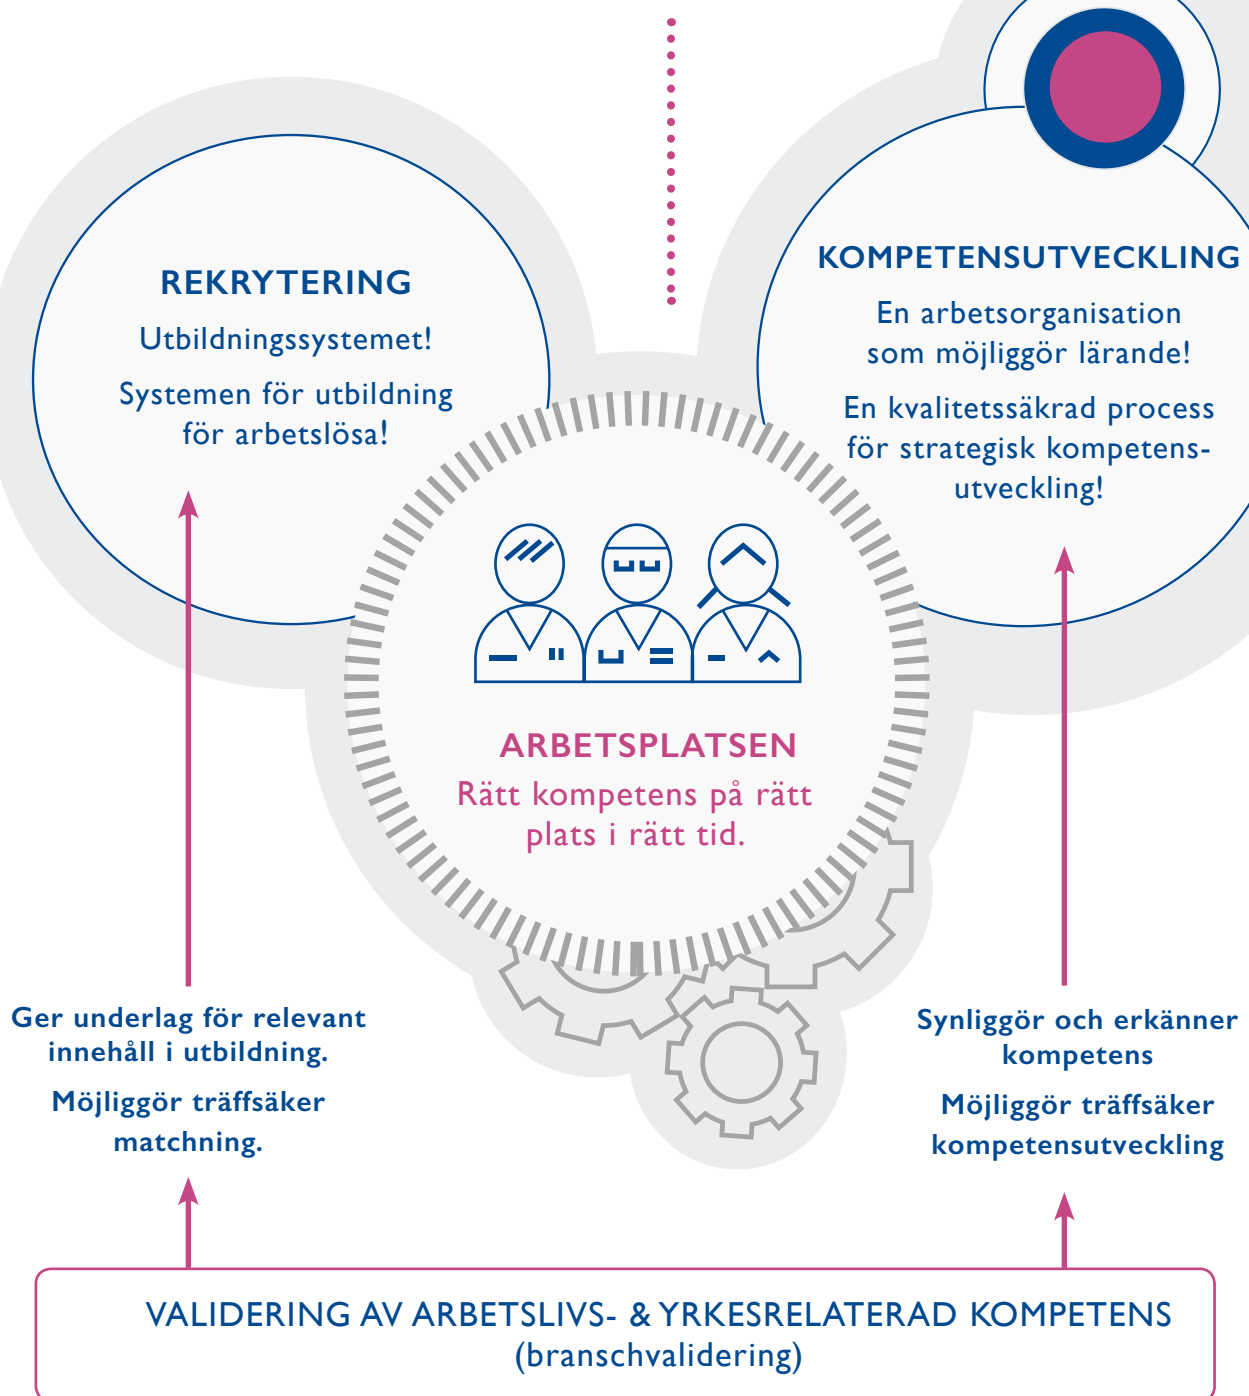 REKRYTERING
Utbildningssystemet!
Systemen för utbildning
för arbetslösa!
KOMPETENSUTVECKLING
En arbetsorganisation
som möjliggör lärande!
En kvalitetssäkrad process
för strategisk kompetens-
utveckling!
ARBETSPLATSEN
Rätt kompetens på rätt
plats i rätt tid.
Ger underlag för relevant
innehåll i utbildning.
Möjliggör träffsäker
matchning.
Synliggör och erkänner
kompetens
Möjliggör träffsäker
kompetensutveckling
VALIDERING AV ARBETSLIVS- & YRKESRELATERAD KOMPETENS
(branschvalidering)